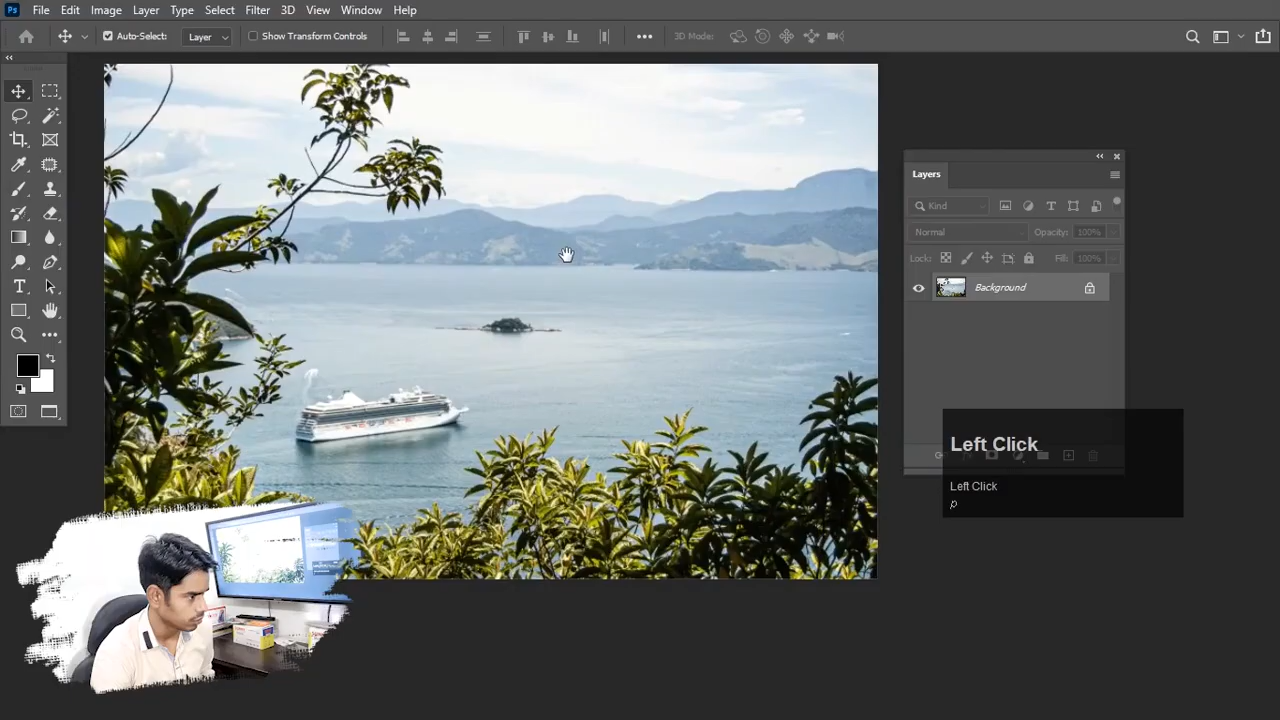 Ps File Edit Image Layer Type Select Filter 3D View Window Help
Auto-Select: Layer Show Transform Controls 3D Mode:
Layers
Kind
Normal Opacity: 100%
Lock: Fill: 100%
Background
Left Click
Left Click